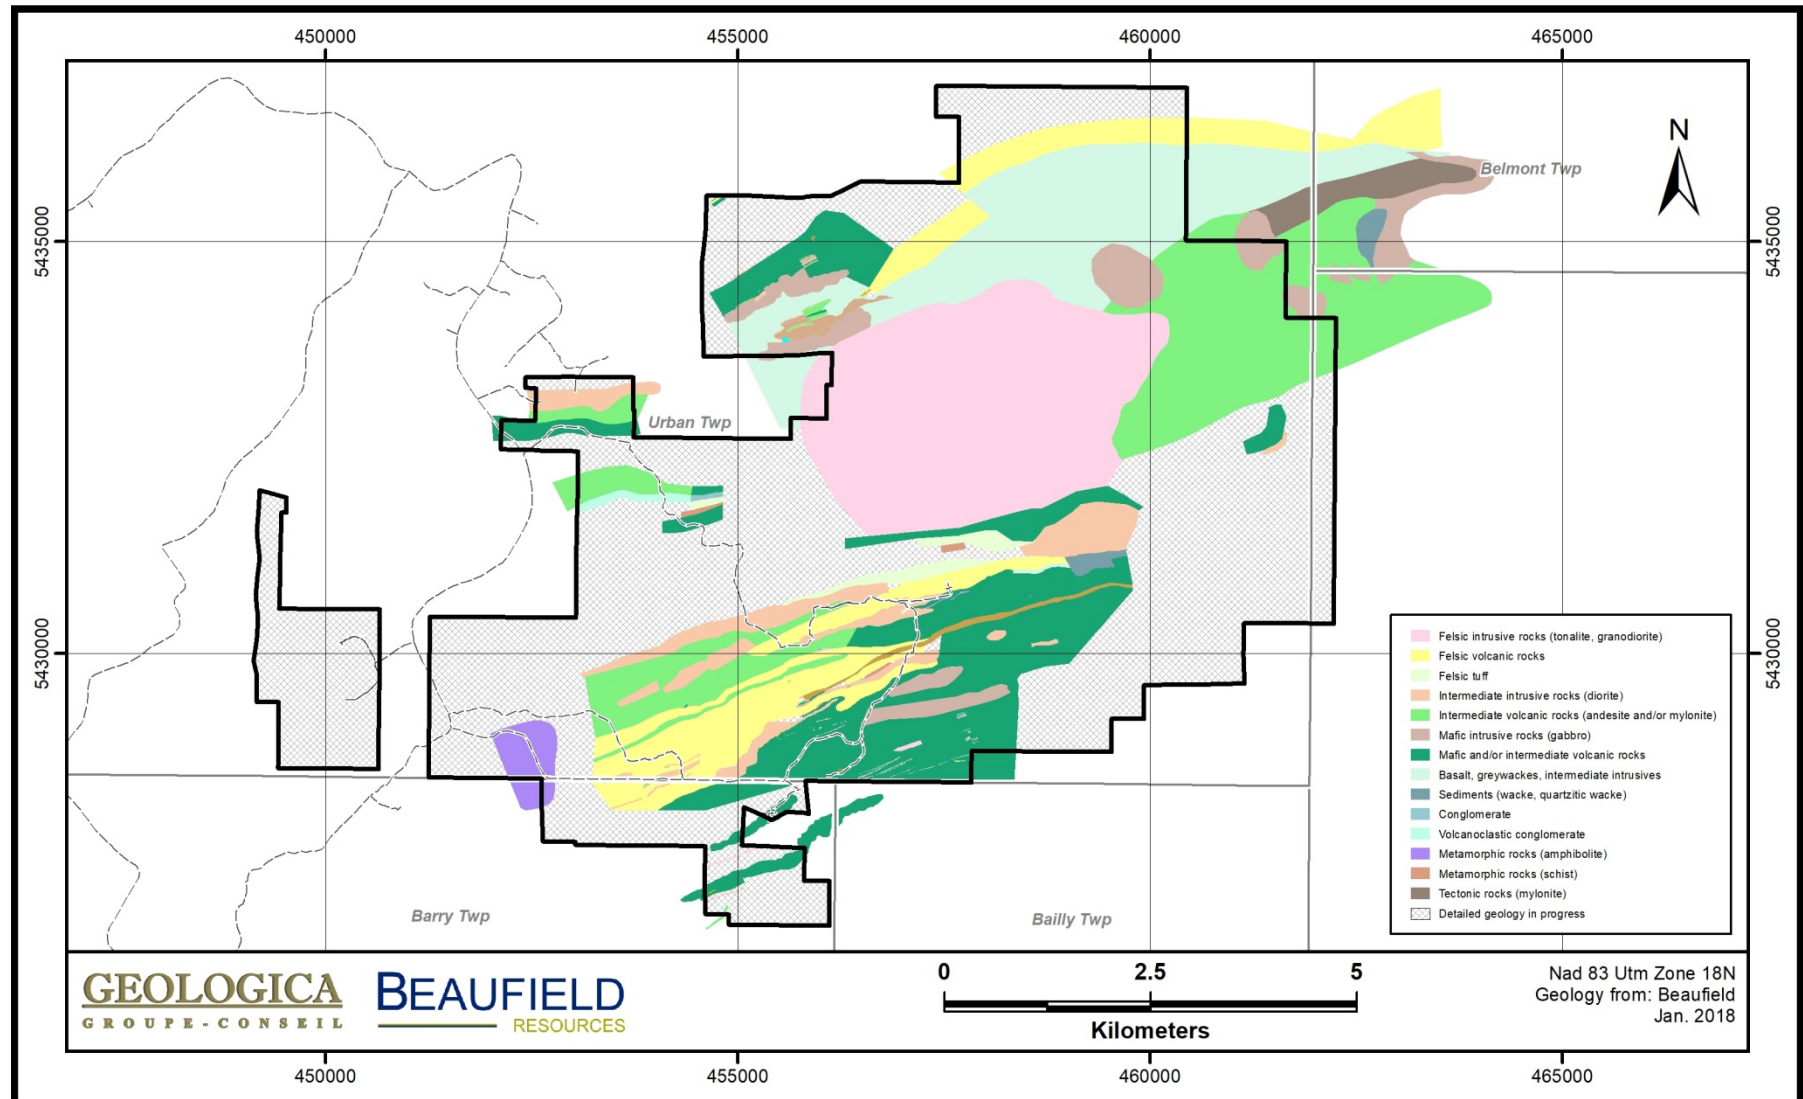 450000 455000 460000 465000
N
Belmont Twp
5435000 5435000
Urban Twp
5430000 5430000
Felsic intrusive rocks (tonalite, granodiorite)
Felsic volcanic rocks
Felsic tuff
Intermediate intrusive rocks (diorite)
Intermediate volcanic rocks (andesite and/or mylonite)
Mafic intrusive rocks (gabbro)
Mafic and/or intermediate volcanic rocks
Basalt, greywackes, intermediate intrusives
Sediments (wacke, quartzitic wacke)
Conglomerate
Volcanoclastic conglomerate
Metamorphic rocks (amphibolite)
Metamorphic rocks (schist)
Tectonic rocks (mylonite)
Detailed geology in progress
Barry Twp
Bailly Twp
GEOLOGICA
GROUPE-CONSEIL
BEAUFIELD
RESOURCES
0 2.5 5
Kilometers
Nad 83 Utm Zone 18N
Geology from: Beaufield
Jan. 2018
450000 455000 460000 465000